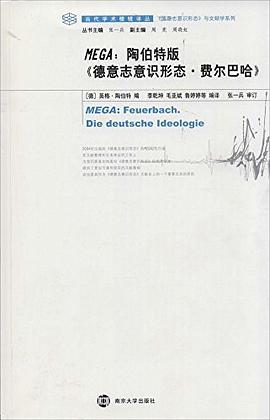 当代学术棱镜译丛 《德意志意识形态》与文献学系列
丛书主编 张一兵 副主编 周宪 周晓虹
MEGA：陶伯特版
《德意志意识形态·费尔巴哈》
［德］英格·陶伯特 编 李乾坤 毛亚斌 鲁婷婷等 编译 张一兵 审订
MEGA: Feuerbach.
Die deutsche Ideologie
南京大学出版社